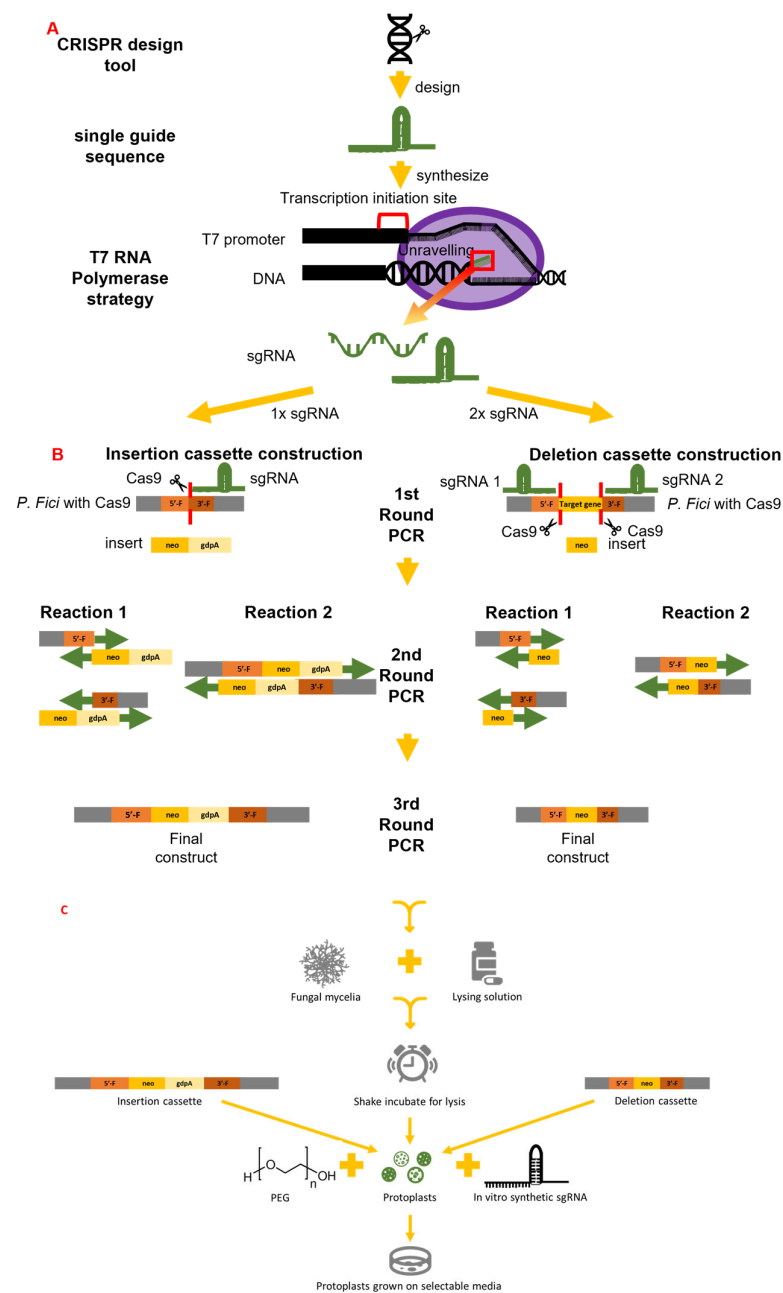 A
CRISPR design
tool
design
single guide
sequence
synthesize
Transcription initiation site
T7 promoter
Unravelling
T7 RNA
Polymerase
strategy
DNA
sgRNA
1x sgRNA
2x sgRNA
B
Insertion cassette construction
Deletion cassette construction
Cas9
sgRNA
sgRNA 1
sgRNA 2
P. Fici with Cas9
5'-F
3'-F
1st
Round
PCR
5'-F
Target gene
3'-F
P. Fici with Cas9
Cas9
Cas9
insert
neo
gdpA
neo
insert
Reaction 1
Reaction 2
Reaction 1
Reaction 2
5'-F
neo
gdpA
3'-F
neo
gdpA
5'-F
neo
gdpA
neo
gdpA
3'-F
2nd
Round
PCR
5'-F
neo
3'-F
neo
5'-F
neo
neo
3'-F
5'-F
neo
gdpA
3'-F
Final
construct
3rd
Round
PCR
5'-F
neo
3'-F
Final
construct
C
Fungal mycelia
Lysing solution
5'-F
neo
gdpA
3'-F
Insertion cassette
Shake incubate for lysis
5'-F
neo
3'-F
Deletion cassette
H
O
OH
n
PEG
Protoplasts
In vitro synthetic sgRNA
Protoplasts grown on selectable media